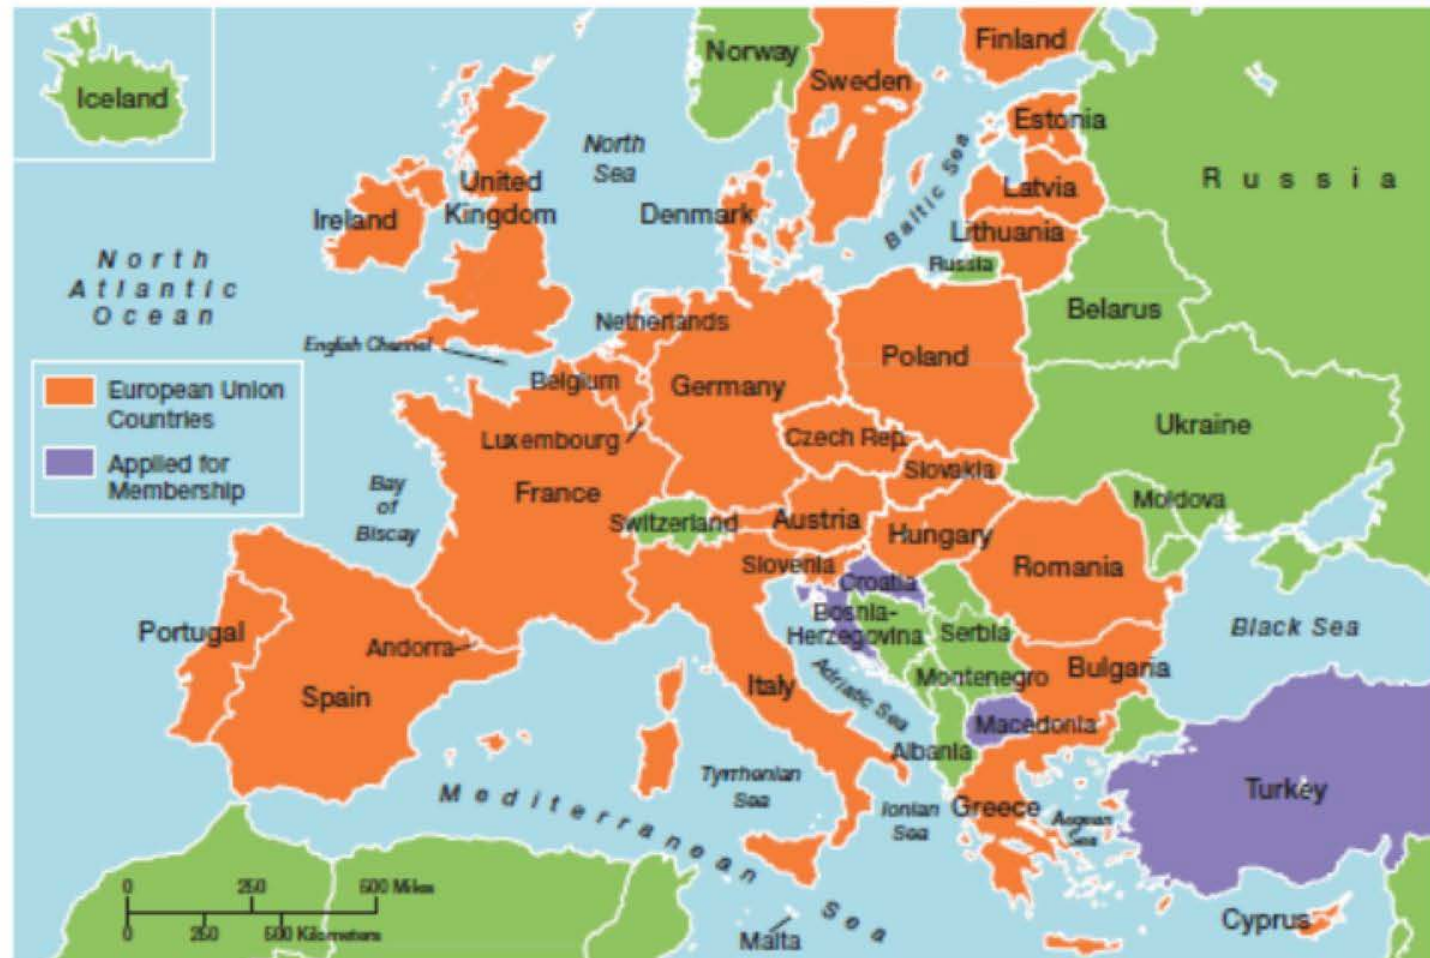 Iceland
Norway
Finland
Sweden
Estonia
North
Sea
Baltic Sea
Russia
United
Kingdom
Latvia
Ireland
Denmark
Lithuania
Russia
North
Atlantic
Ocean
Belarus
Netherlands
English Channel
Poland
European Union
Countries
Belgium
Germany
Ukraine
Luxembourg
Czech Rep.
Applied for
Membership
Slovakia
Bay
of
Biscay
France
Moldova
Switzerland
Austria
Hungary
Slovenia
Romania
Croatia
Bosnia-
Herzegovina
Serbia
Black Sea
Portugal
Andorra
Montenegro
Bulgaria
Spain
Italy
Adriatic Sea
Macedonia
Albania
Tyrrhenian
Sea
Turkey
Mediterranean Sea
Ionian
Sea
Greece
Aegean
Sea
0 250 500 Miles
0 250 500 Kilometers
Malta
Cyprus